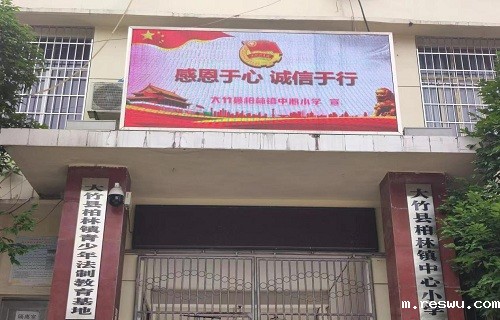 感恩于心 诚信于行
大竹县柏林镇中心小学 宣
大竹县柏林镇青少年法制教育基地
大竹县柏林镇中心小学
m.reswu.com